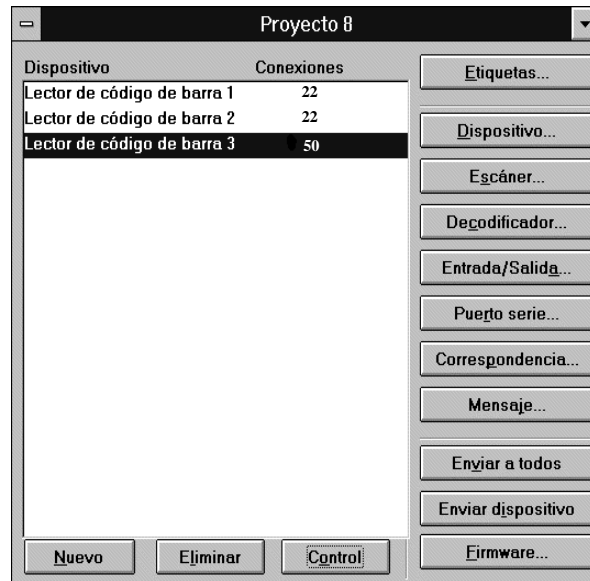 Proyecto 8
Dispositivo Conexiones
Lector de código de barra 1 22
Lector de código de barra 2 22
Lector de código de barra 3 50
Etiquetas...
Dispositivo...
Escáner...
Decodificador...
Entrada/Salida...
Puerto serie...
Correspondencia...
Mensaje...
Enviar a todos
Enviar dispositivo
Firmware...
Nuevo Eliminar Control